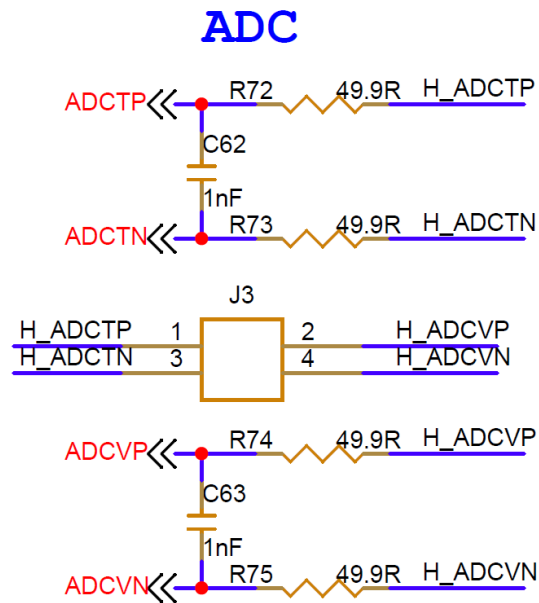 ADC
ADCTP R72 49.9R H_ADCTP
C62
1nF
ADCTN R73 49.9R H_ADCTN
J3
H_ADCTP 1 2 H_ADCVP
H_ADCTN 3 4 H_ADCVN
ADCVP R74 49.9R H_ADCVP
C63
1nF
ADCVN R75 49.9R H_ADCVN